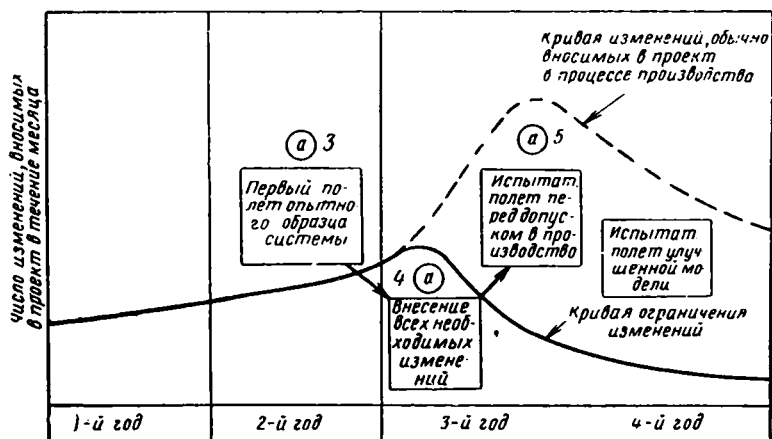 Число изменений, вносимых
в проект в течение месяца
Кривая изменений, обычно
вносимых в проект
в процессе производства
а 3
Первый по-
лет опытно-
го образца
системы
а 5
Испытат.
полет пе-
ред допус-
ком в про-
изводство
Испытат
полет улуч
шенной мо
дели
4 а
Внесение
всех необ-
ходимых
измене-
ний
Кривая ограничения
изменений
1-й год
2-й год
3-й год
4-й год